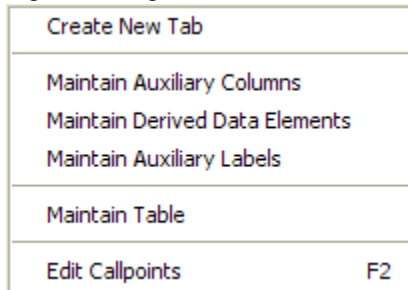 Create New Tab
Maintain Auxiliary Columns
Maintain Derived Data Elements
Maintain Auxiliary Labels
Maintain Table
Edit Callpoints F2